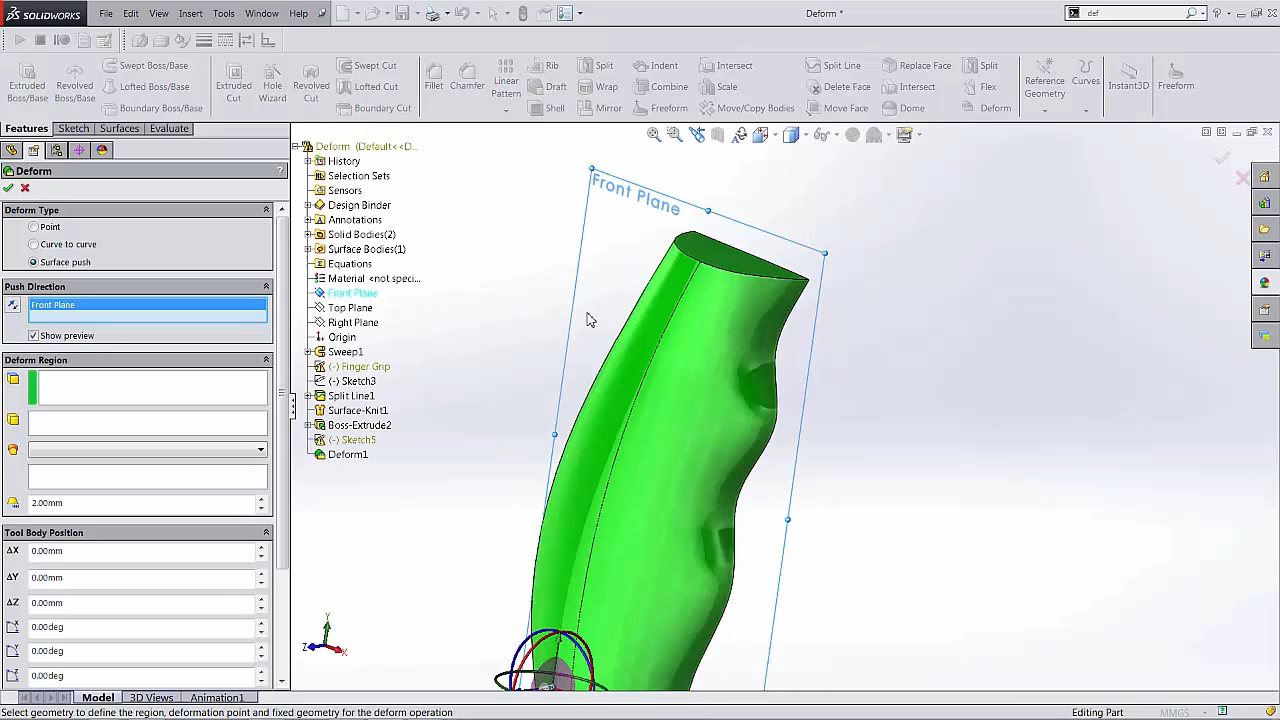 SOLIDWORKS File Edit View Insert Tools Window Help Deform * def
Extruded Boss/Base Revolved Boss/Base Swept Boss/Base Lofted Boss/Base Boundary Boss/Base Extruded Cut Hole Wizard Revolved Cut Swept Cut Lofted Cut Boundary Cut Fillet Chamfer Linear Pattern Rib Draft Shell Split Wrap Mirror Indent Combine Freeform Intersect Scale Move/Copy Bodies Split Line Delete Face Move Face Replace Face Intersect Dome Split Flex Deform Reference Geometry Curves Instant3D Freeform
Features Sketch Surfaces Evaluate
Deform ?
Deform Type
Point
Curve to curve
Surface push
Push Direction
Front Plane
Show preview
Deform Region
2.00mm
Tool Body Position
ΔX 0.00mm
ΔY 0.00mm
ΔZ 0.00mm
0.00deg
0.00deg
0.00deg
Deform (Default<<D...
History
Selection Sets
Sensors
Design Binder
Annotations
Solid Bodies(2)
Surface Bodies(1)
Equations
Material <not speci...
Front Plane
Top Plane
Right Plane
Origin
Sweep1
(-) Finger Grip
(-) Sketch3
Split Line1
Surface-Knit1
Boss-Extrude2
(-) Sketch5
Deform1
Front Plane
Y
Z X
Model 3D Views Animation1
Select geometry to define the region, deformation point and fixed geometry for the deform operation Editing Part MMGS